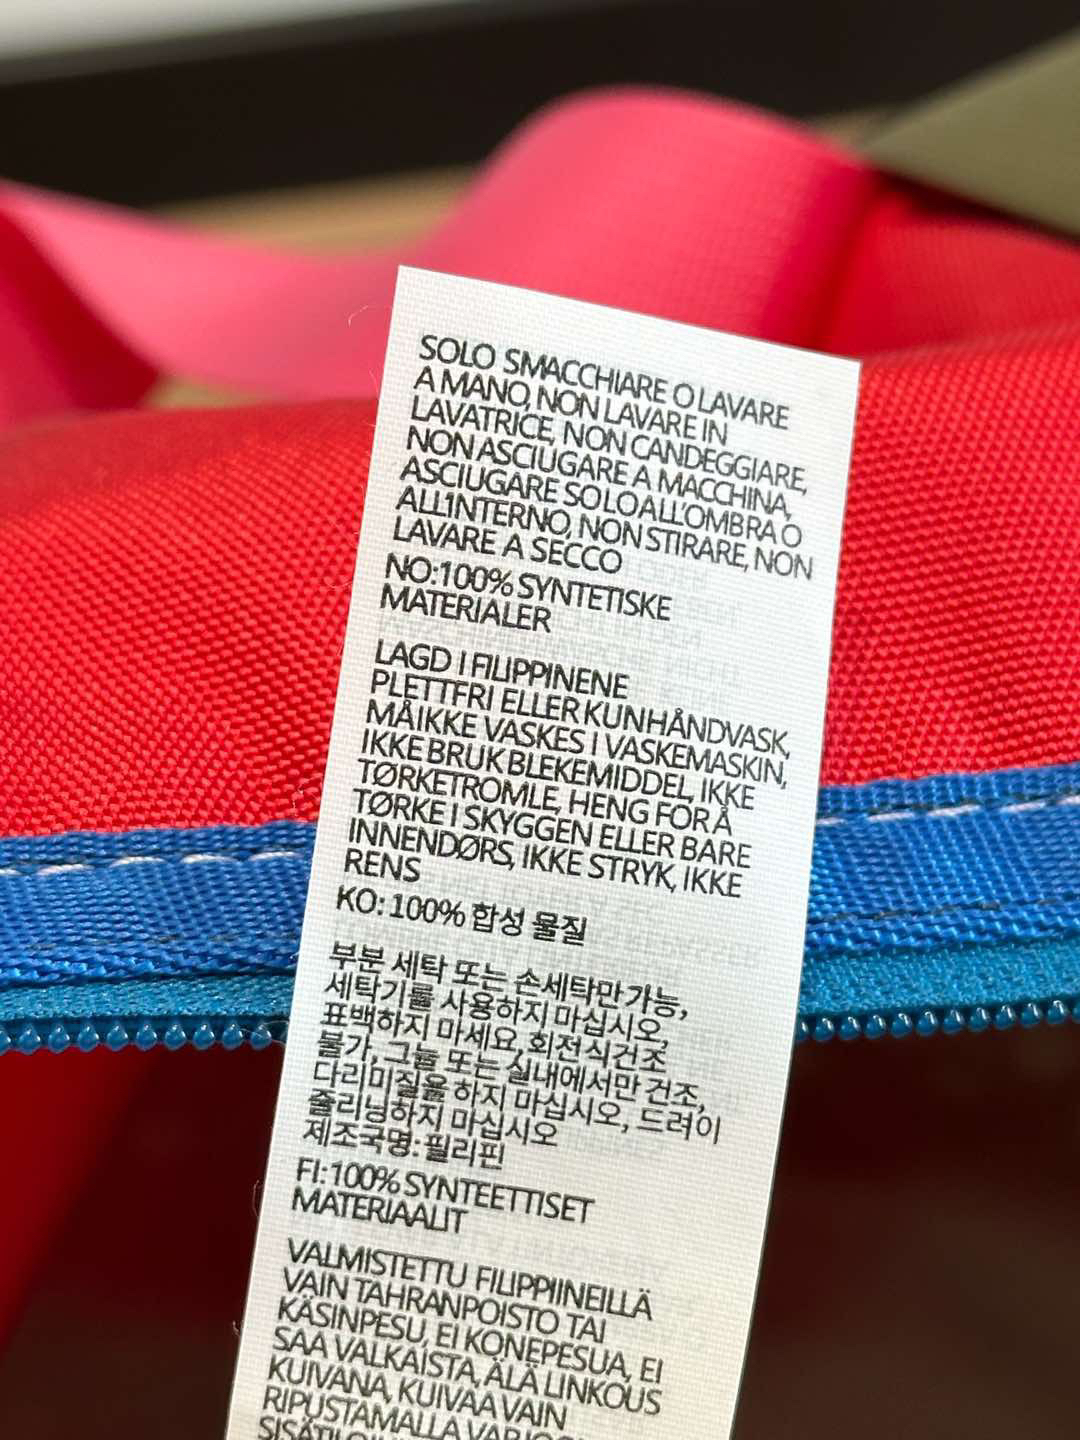 SOLO SMACCHIARE O LAVARE
A MANO, NON LAVARE IN
LAVATRICE, NON CANDEGGIARE,
NON ASCIUGARE A MACCHINA,
ASCIUGARE SOLO ALL'OMBRA O
ALL'INTERNO, NON STIRARE, NON
LAVARE A SECCO
NO:100% SYNTETISKE
MATERIALER
LAGD I FILIPPINENE
PLETTFRI ELLER KUN HÅNDVASK,
MÅ IKKE VASKES I VASKEMASKIN,
IKKE BRUK BLEKEMIDDEL, IKKE
TØRKETROMLE, HENG FOR Å
TØRKE I SKYGGEN ELLER BARE
INNENDØRS, IKKE STRYK, IKKE
RENS
KO: 100% 합성 물질
부분 세탁 또는 손세탁만 가능,
세탁기를 사용하지 마십시오,
표백하지 마세요, 회전식건조
불가, 그늘 또는 실내에서만 건조,
다리미질을 하지 마십시오, 드려이
줄리닝하지 마십시오
제조국명: 필리핀
FI: 100% SYNTEETTISET
MATERIAALIT
VALMISTETTU FILIPPIINEILLÄ
VAIN TAHRANPOISTO TAI
KÄSINPESU, EI KONEPESUA, EI
SAA VALKAISTA, ÄLÄ LINKOUS
KUIVANA, KUIVAA VAIN
RIPUSTAMALLA